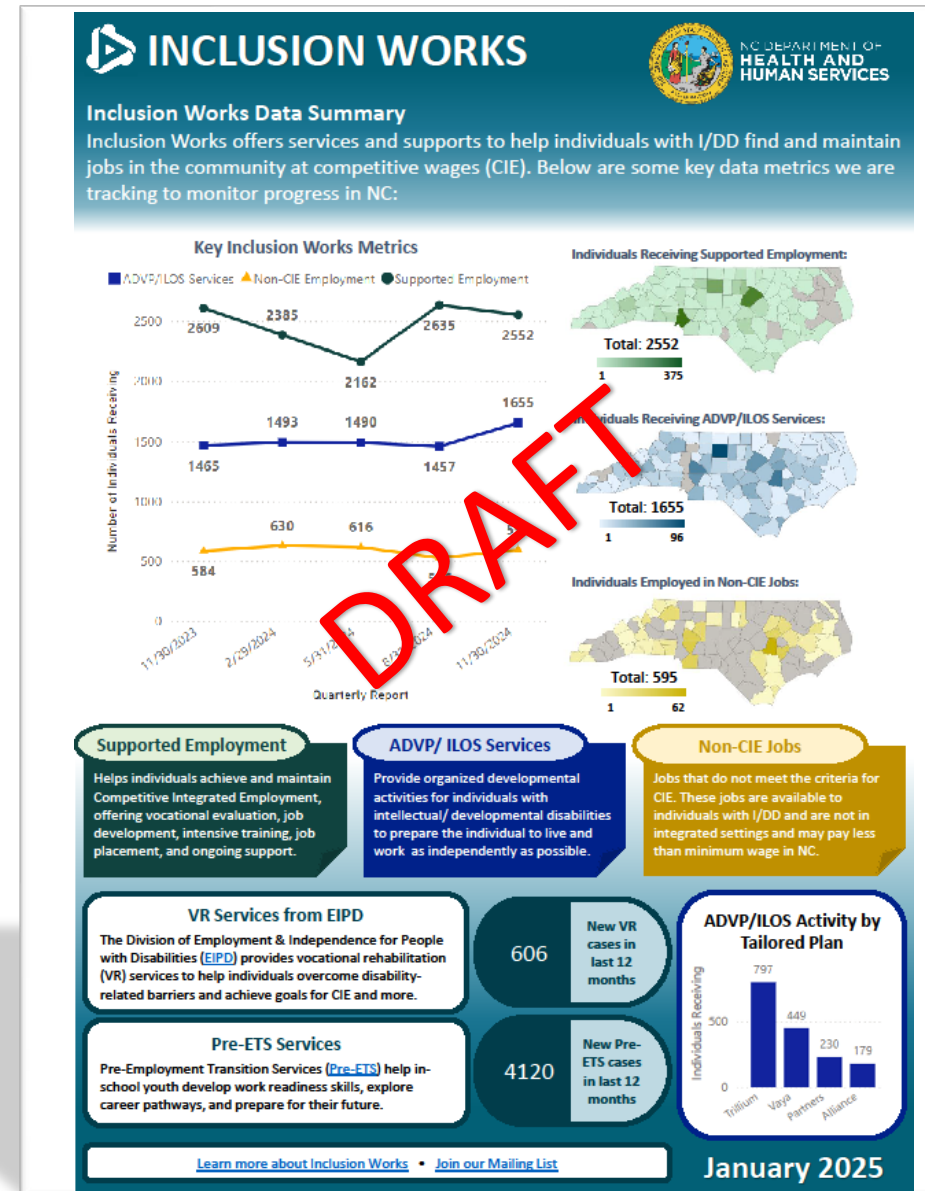 INCLUSION WORKS
NC DEPARTMENT OF
HEALTH AND
HUMAN SERVICES
Inclusion Works Data Summary
Inclusion Works offers services and supports to help individuals with I/DD find and maintain
jobs in the community at competitive wages (CIE). Below are some key data metrics we are
tracking to monitor progress in NC:
Key Inclusion Works Metrics
ADVP/ILOS Services Non-CIE Employment Supported Employment
Number of Individuals Receiving
2500
2000
1500
1000
500
0
2609
2385
2162
2635
2552
1465
1493
1490
1457
1655
584
630
616
11/30/2023
2/29/2024
11/30/2024
Quarterly Report
DRAFT
Individuals Receiving Supported Employment:
Total: 2552
1 375
Individuals Receiving ADVP/ILOS Services:
Total: 1655
1 96
Individuals Employed in Non-CIE Jobs:
Total: 595
1 62
Supported Employment
Helps individuals achieve and maintain
Competitive Integrated Employment,
offering vocational evaluation, job
development, intensive training, job
placement, and ongoing support.
ADVP/ ILOS Services
Provide organized developmental
activities for individuals with
intellectual/ developmental disabilities
to prepare the individual to live and
work as independently as possible.
Non-CIE Jobs
Jobs that do not meet the criteria for
CIE. These jobs are available to
individuals with I/DD and are not in
integrated settings and may pay less
than minimum wage in NC.
VR Services from EIPD
The Division of Employment & Independence for People
with Disabilities (EIPD) provides vocational rehabilitation
(VR) services to help individuals overcome disability-
related barriers and achieve goals for CIE and more.
606
New VR
cases in
last 12
months
Pre-ETS Services
Pre-Employment Transition Services (Pre-ETS) help in-
school youth develop work readiness skills, explore
career pathways, and prepare for their future.
4120
New Pre-
ETS cases
in last 12
months
ADVP/ILOS Activity by
Tailored Plan
Individuals Receiving
500
0
797
449
230
179
Trillium
Vaya
Partners
Alliance
Learn more about Inclusion Works • Join our Mailing List
January 2025